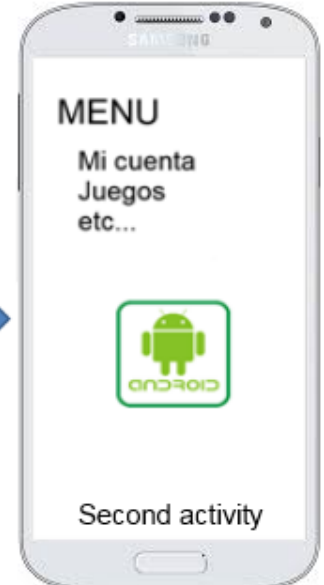 SAMSUNG
MENU
Mi cuenta
Juegos
etc...
ANDROID
Second activity